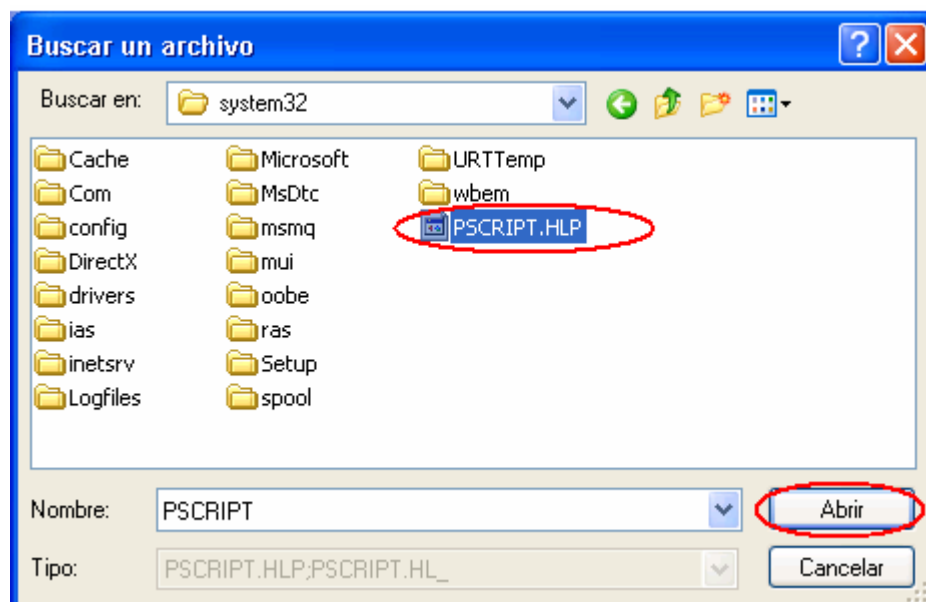 Buscar un archivo
Buscar en: system32
Cache Microsoft URTTemp
Com MsDtc wbem
config msmq PSCRIPT.HLP
DirectX mui
drivers oobe
ias ras
inetsrv Setup
Logfiles spool
Nombre: PSCRIPT Abrir
Tipo: PSCRIPT.HLP;PSCRIPT.HL_ Cancelar